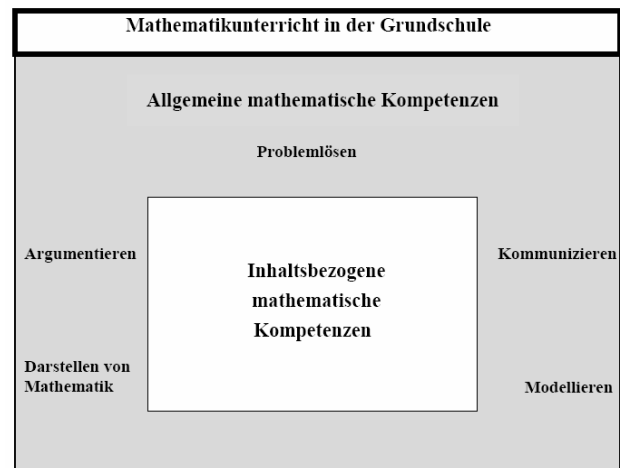 Mathematikunterricht in der Grundschule
Allgemeine mathematische Kompetenzen
Problemlösen
Argumentieren
Kommunizieren
Inhaltsbezogene
mathematische
Kompetenzen
Darstellen von
Mathematik
Modellieren